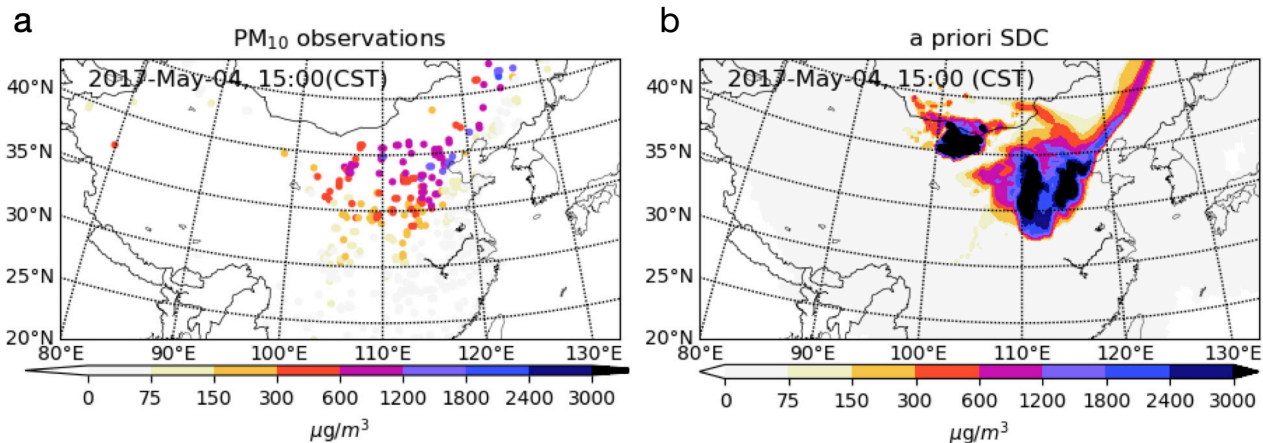 a
PM₁₀ observations
2017-May-04, 15:00(CST)
40°N
35°N
30°N
25°N
20°N
80°E 90°E 100°E 110°E 120°E 130°E
0 75 150 300 600 1200 1800 2400 3000
μg/m³
b
a priori SDC
2017-May-04, 15:00 (CST)
40°N
35°N
30°N
25°N
20°N
80°E 90°E 100°E 110°E 120°E 130°E
0 75 150 300 600 1200 1800 2400 3000
μg/m³